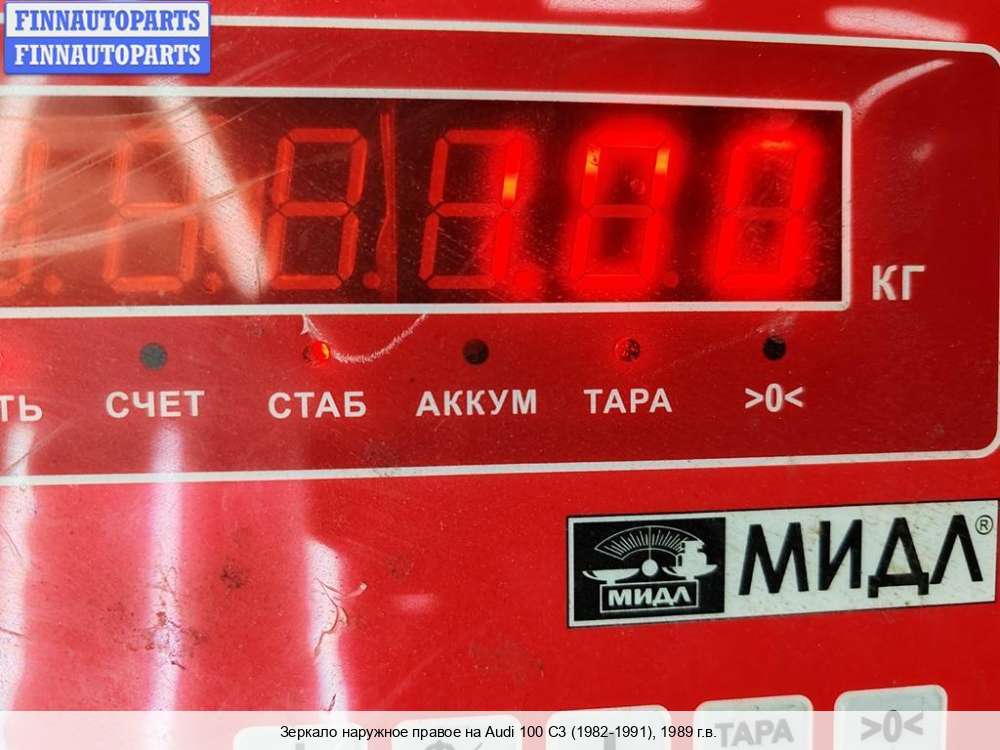 FINNAUTOPARTS
FINNAUTOPARTS
1.00
КГ
ТЬ СЧЕТ СТАБ АККУМ ТАРА >0<
МИДЛ МИДЛ®
ТАРА >0<
Зеркало наружное правое на Audi 100 C3 (1982-1991), 1989 г.в.